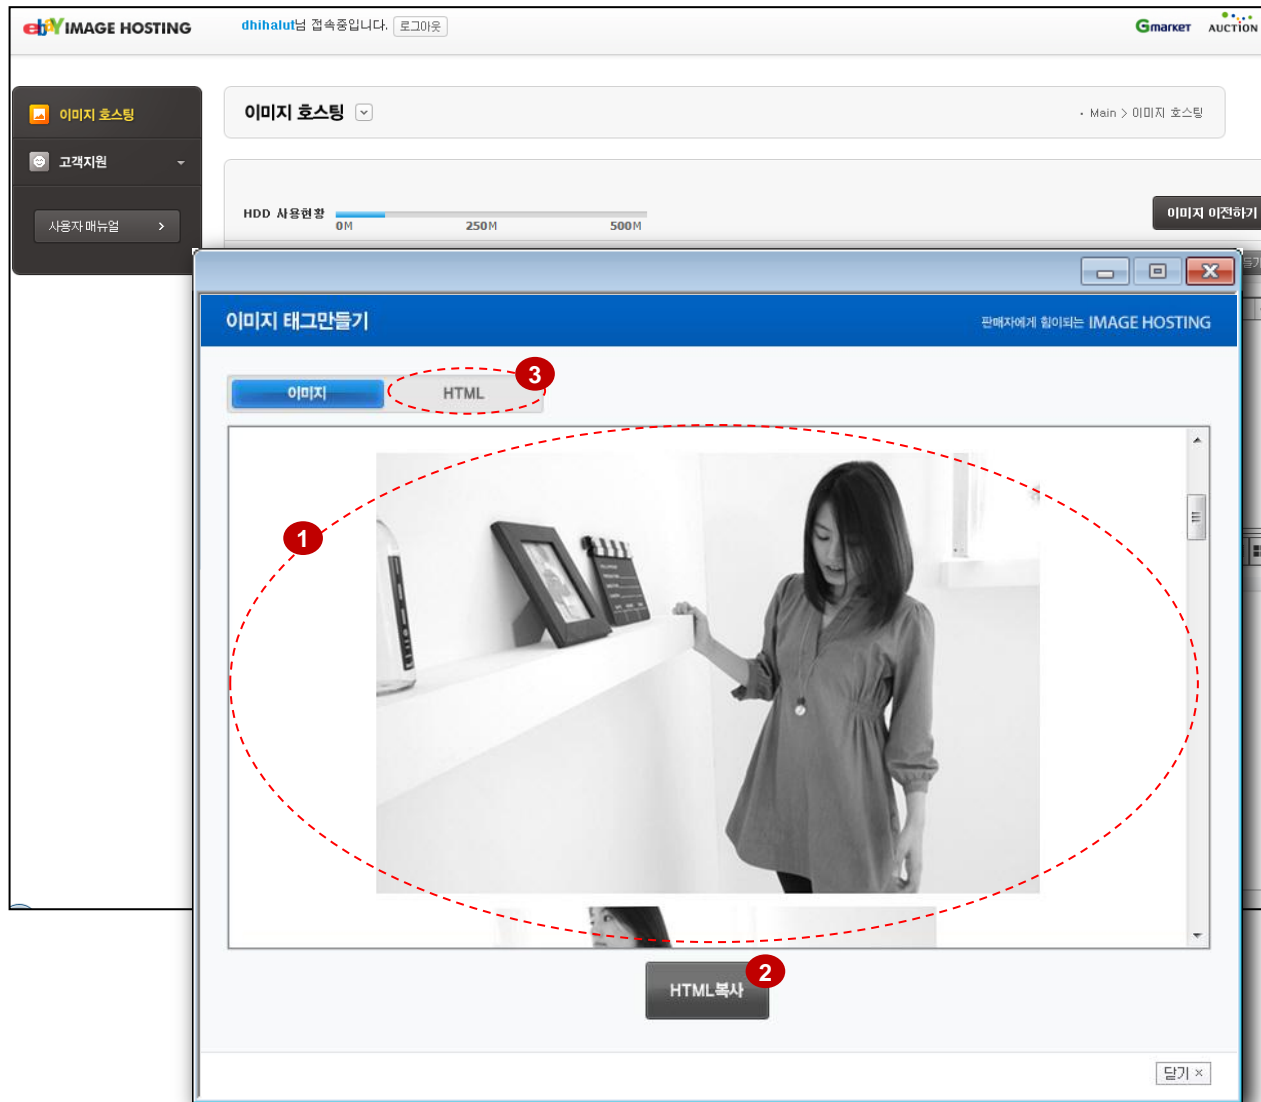 ebY IMAGE HOSTING
dhihalut님 접속중입니다. 로그아웃
Gmarket AUCTION
이미지 호스팅
고객지원
사용자 매뉴얼 >
이미지 호스팅
• Main > 이미지 호스팅
HDD 사용현황
0M 250M 500M
이미지 이전하기
이미지 태그만들기
판매자에게 힘이되는 IMAGE HOSTING
이미지
HTML
3
1
2
HTML복사
닫기 ×